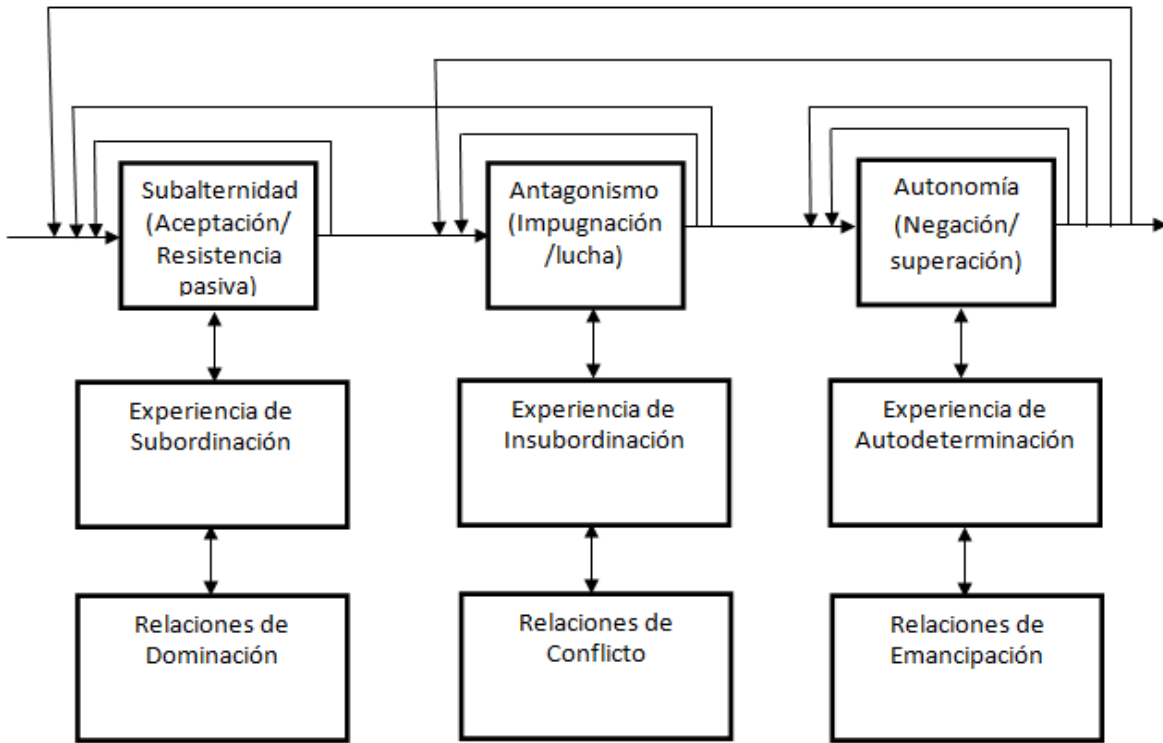 Subalternidad
(Aceptación/
Resistencia
pasiva)
Antagonismo
(Impugnación
/lucha)
Autonomía
(Negación/
superación)
Experiencia de
Subordinación
Experiencia de
Insubordinación
Experiencia de
Autodeterminación
Relaciones de
Dominación
Relaciones de
Conflicto
Relaciones de
Emancipación